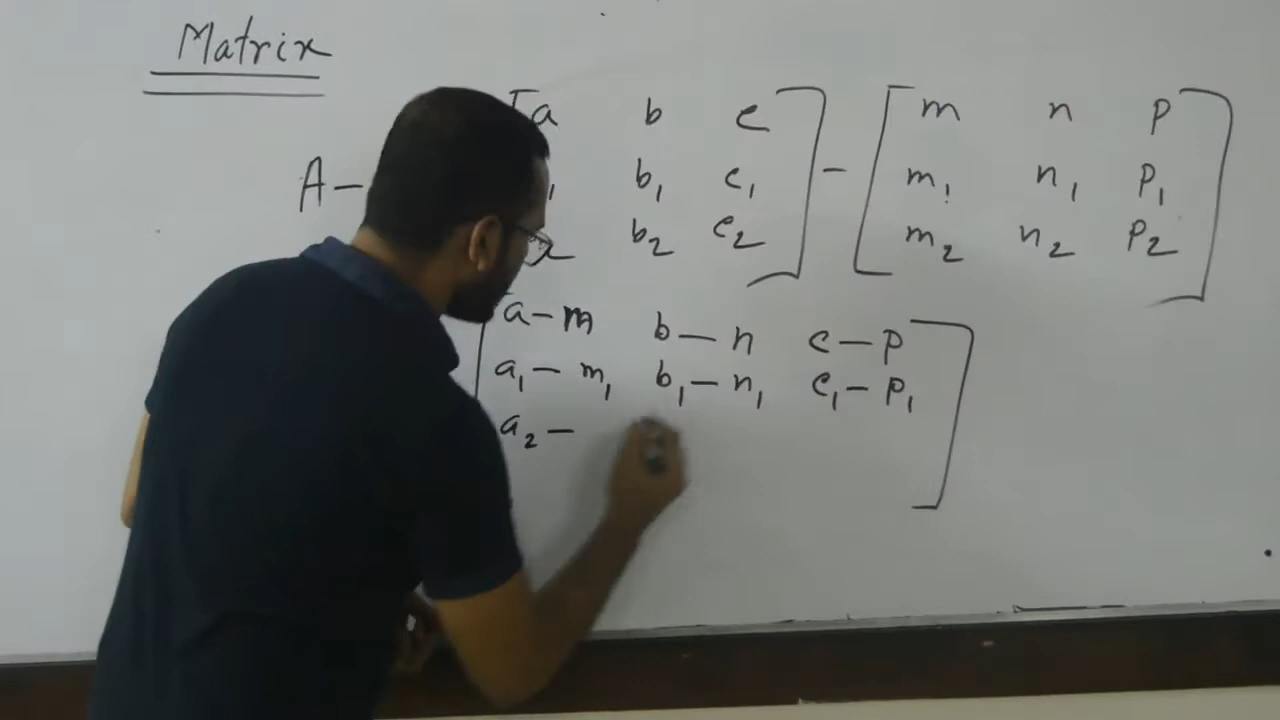 Matrix
A – [a b c] – [m n p]
b₁ c₁ m₁ n₁ p₁
b₂ c₂ m₂ n₂ p₂
[a – m b – n c – p]
a₁ – m₁ b₁ – n₁ c₁ – p₁
a₂ –